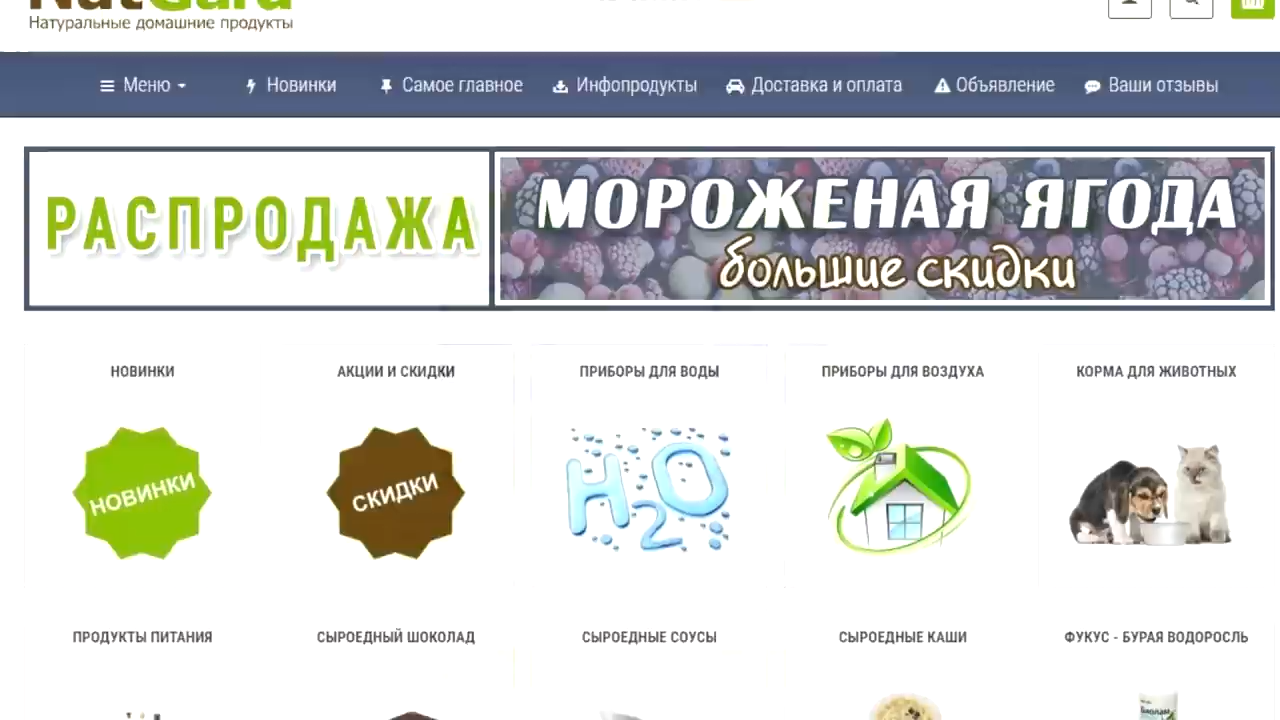 Натуральные домашние продукты
Меню
Новинки
Самое главное
Инфопродукты
Доставка и оплата
Объявление
Ваши отзывы
РАСПРОДАЖА
МОРОЖЕНАЯ ЯГОДА
большие скидки
НОВИНКИ
АКЦИИ И СКИДКИ
ПРИБОРЫ ДЛЯ ВОДЫ
ПРИБОРЫ ДЛЯ ВОЗДУХА
КОРМА ДЛЯ ЖИВОТНЫХ
НОВИНКИ
СКИДКИ
H2O
ПРОДУКТЫ ПИТАНИЯ
СЫРОЕДНЫЙ ШОКОЛАД
СЫРОЕДНЫЕ СОУСЫ
СЫРОЕДНЫЕ КАШИ
ФУКУС - БУРАЯ ВОДОРОСЛЬ